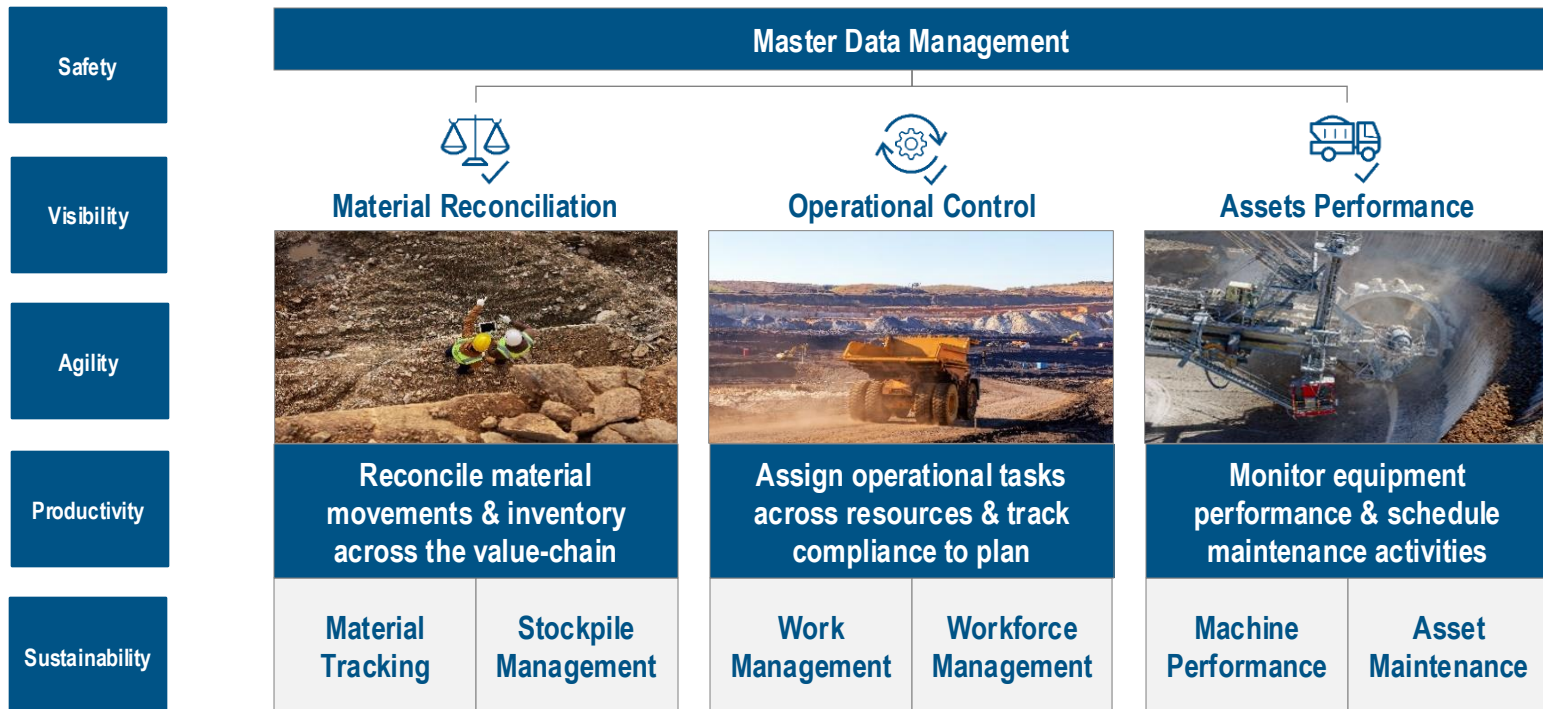 Safety
Visibility
Agility
Productivity
Sustainability
Master Data Management
Material Reconciliation
Reconcile material
movements & inventory
across the value-chain
Material
Tracking
Stockpile
Management
Operational Control
Assign operational tasks
across resources & track
compliance to plan
Work
Management
Workforce
Management
Assets Performance
Monitor equipment
performance & schedule
maintenance activities
Machine
Performance
Asset
Maintenance